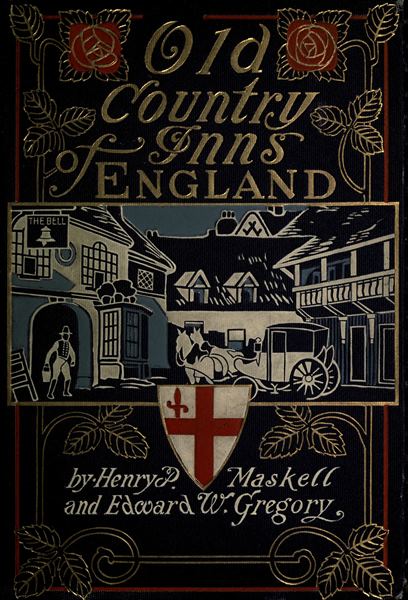 Old
Country
Inns
of ENGLAND
THE BELL
by Henry P. Maskell
and Edward W. Gregory